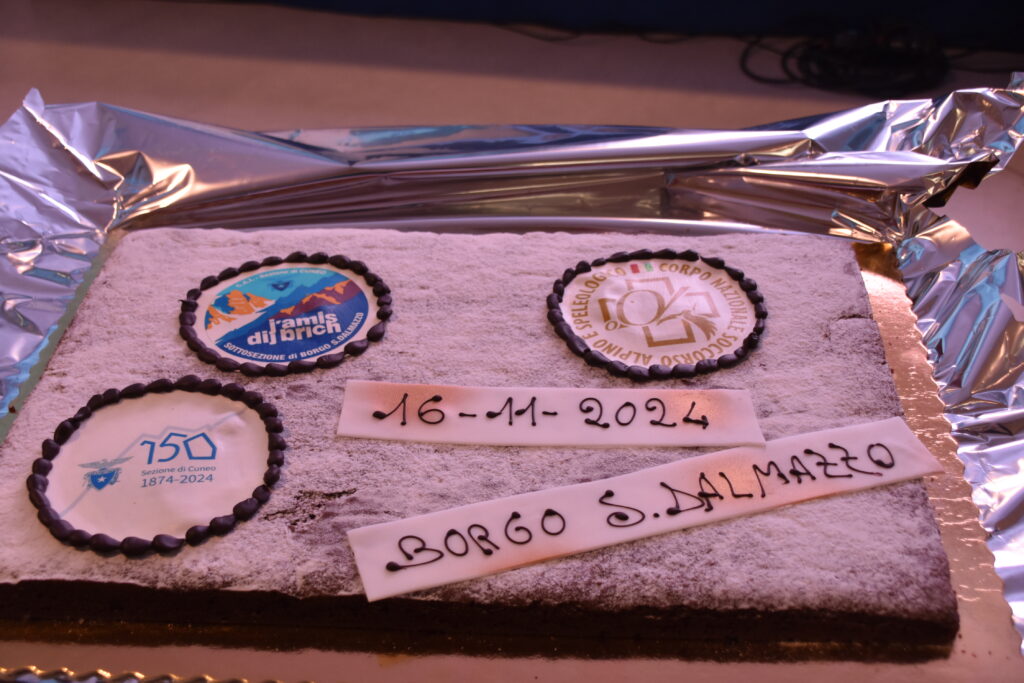 C.A.I. - Sezione di CUNEO
j'amis
dij brich
SOTTOSEZIONE di BORGO S.DALMAZZO
CORPO NAZIONALE SOCCORSO ALPINO E SPELEOLOGICO
16-11-2024
150
Sezione di Cuneo
1874-2024
BORGO S.DALMAZZO